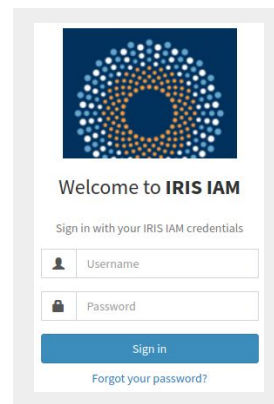 Welcome to IRIS IAM
Sign in with your IRIS IAM credentials
Username
Password
Sign in
Forgot your password?